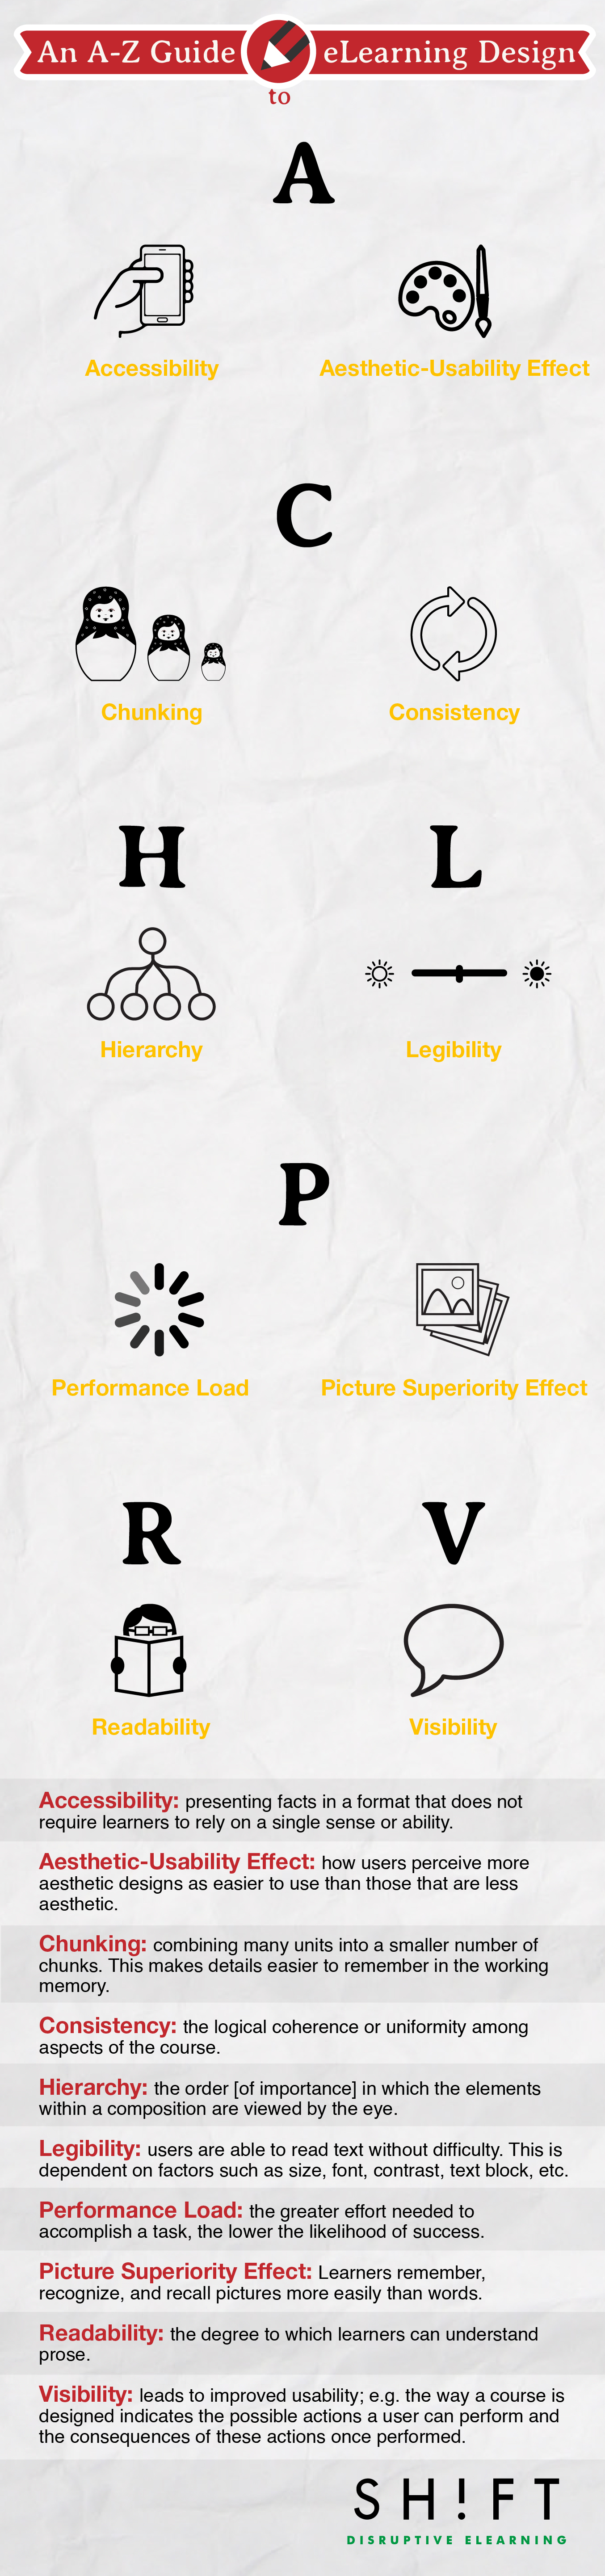 An A-Z Guide to eLearning Design
A
Accessibility
Aesthetic-Usability Effect
C
Chunking
Consistency
H
L
Hierarchy
Legibility
P
Performance Load
Picture Superiority Effect
R
V
Readability
Visibility
Accessibility: presenting facts in a format that does not
require learners to rely on a single sense or ability.
Aesthetic-Usability Effect: how users perceive more
aesthetic designs as easier to use than those that are less
aesthetic.
Chunking: combining many units into a smaller number of
chunks. This makes details easier to remember in the working
memory.
Consistency: the logical coherence or uniformity among
aspects of the course.
Hierarchy: the order [of importance] in which the elements
within a composition are viewed by the eye.
Legibility: users are able to read text without difficulty. This is
dependent on factors such as size, font, contrast, text block, etc.
Performance Load: the greater effort needed to
accomplish a task, the lower the likelihood of success.
Picture Superiority Effect: Learners remember,
recognize, and recall pictures more easily than words.
Readability: the degree to which learners can understand
prose.
Visibility: leads to improved usability; e.g. the way a course is
designed indicates the possible actions a user can perform and
the consequences of these actions once performed.
SH!FT
DISRUPTIVE ELEARNING